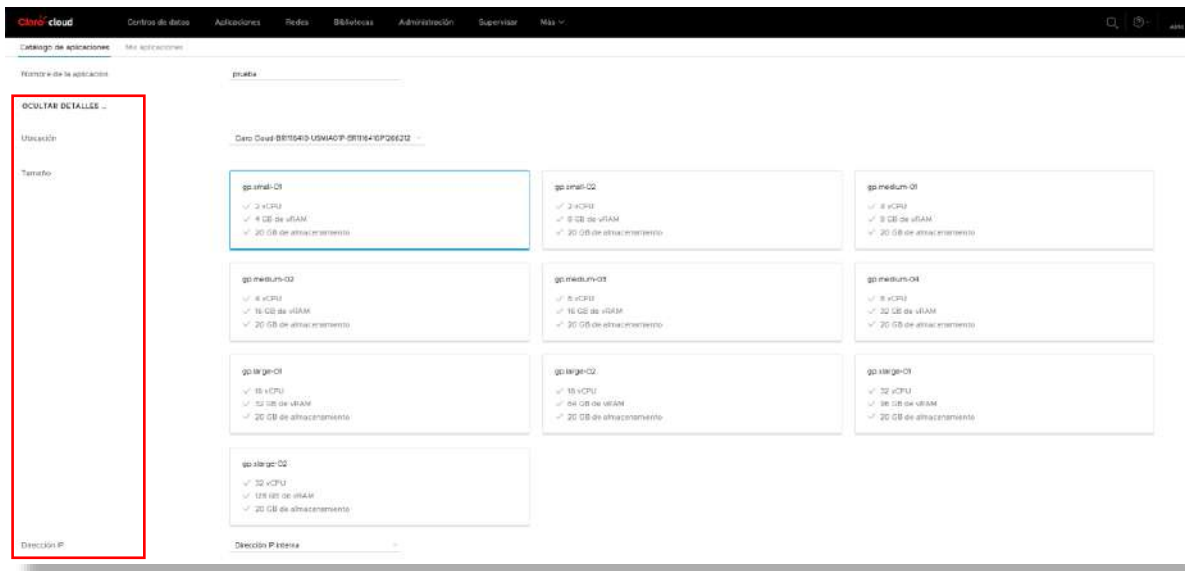 Claro cloud Centros de datos Aplicaciones Redes Bibliotecas Administración Supervisar Más
Catálogo de aplicaciones Mis aplicaciones
Nombre de la aplicación prueba
OCULTAR DETALLES
Ubicación
Tamaño
gp.small-01 gp.small-02 gp.medium-01
2 vCPU 2 vCPU 4 vCPU
4 GB de vRAM 8 GB de vRAM 8 GB de vRAM
20 GB de almacenamiento 20 GB de almacenamiento 20 GB de almacenamiento
gp.medium-02 gp.medium-03 gp.medium-04
4 vCPU 8 vCPU 8 vCPU
16 GB de vRAM 16 GB de vRAM 32 GB de vRAM
20 GB de almacenamiento 20 GB de almacenamiento 20 GB de almacenamiento
gp.large-01 gp.large-02 gp.xlarge-01
16 vCPU 16 vCPU 32 vCPU
32 GB de vRAM 64 GB de vRAM GB de vRAM
20 GB de almacenamiento 20 GB de almacenamiento 20 GB de almacenamiento
gp.xlarge-02
32 vCPU
128 GB de vRAM
20 GB de almacenamiento
Dirección IP Dirección IP interna